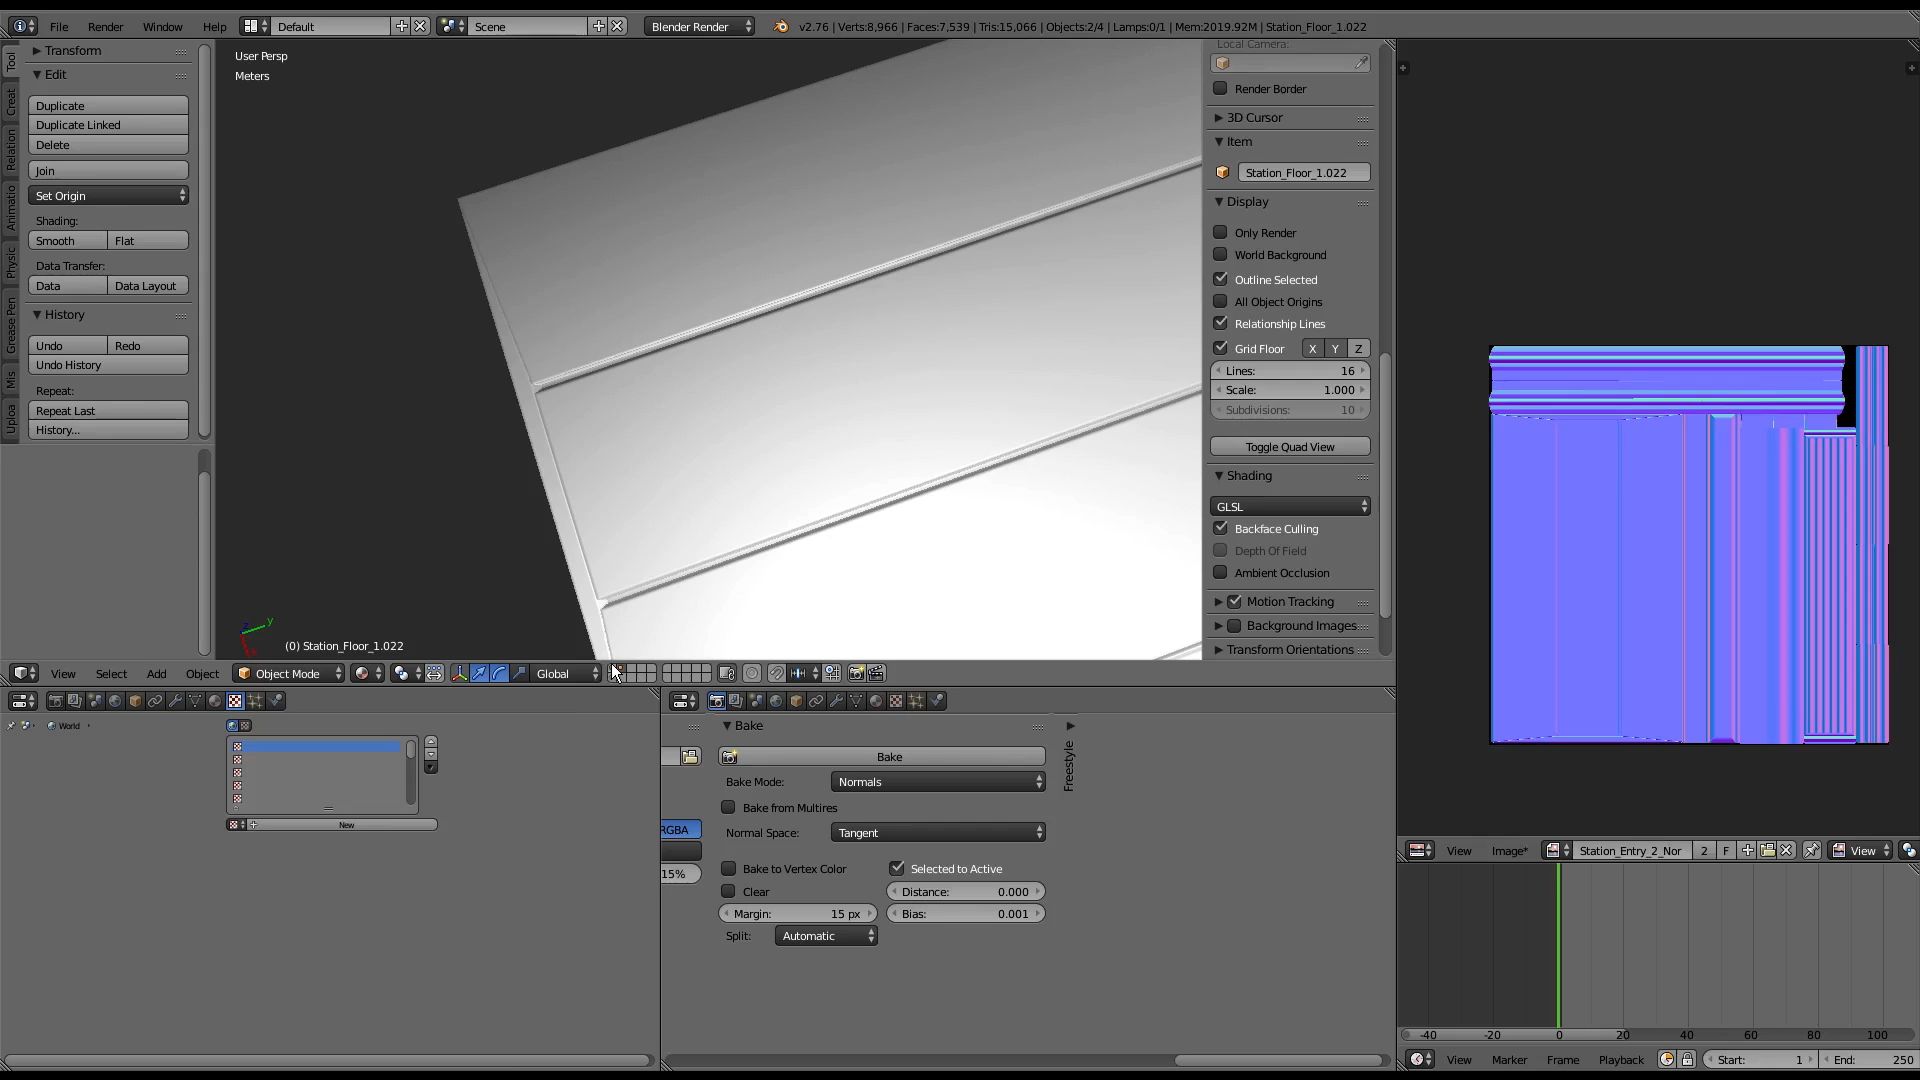 File Render Window Help Default Scene Blender Render v2.76 | Verts:8,966 | Faces:7,539 | Tris:15,066 | Objects:2/4 | Lamps:0/1 | Mem:2019.92M | Station_Floor_1.022
Tool
Creat
Relation
Animatio
Physic
Grease Pen
Mis
Uploa
Transform
Edit
Duplicate
Duplicate Linked
Delete
Join
Set Origin
Shading:
Smooth Flat
Data Transfer:
Data Data Layout
History
Undo Redo
Undo History
Repeat:
Repeat Last
History...
User Persp
Meters
z
y
x
(0) Station_Floor_1.022
Local Camera:
Render Border
3D Cursor
Item
Station_Floor_1.022
Display
Only Render
World Background
Outline Selected
All Object Origins
Relationship Lines
Grid Floor X Y Z
Lines: 16
Scale: 1.000
Subdivisions: 10
Toggle Quad View
Shading
GLSL
Backface Culling
Depth Of Field
Ambient Occlusion
Motion Tracking
Background Images
Transform Orientations
View Select Add Object Object Mode Global
World
New
RGBA
15%
Bake
Bake
Bake Mode: Normals
Bake from Multires
Normal Space: Tangent
Bake to Vertex Color Selected to Active
Clear Distance: 0.000
Margin: 15 px Bias: 0.001
Split: Automatic
Freestyle
View Image* Station_Entry_2_Nor 2 F View
-40 -20 0 20 40 60 80 100
View Marker Frame Playback Start: 1 End: 250